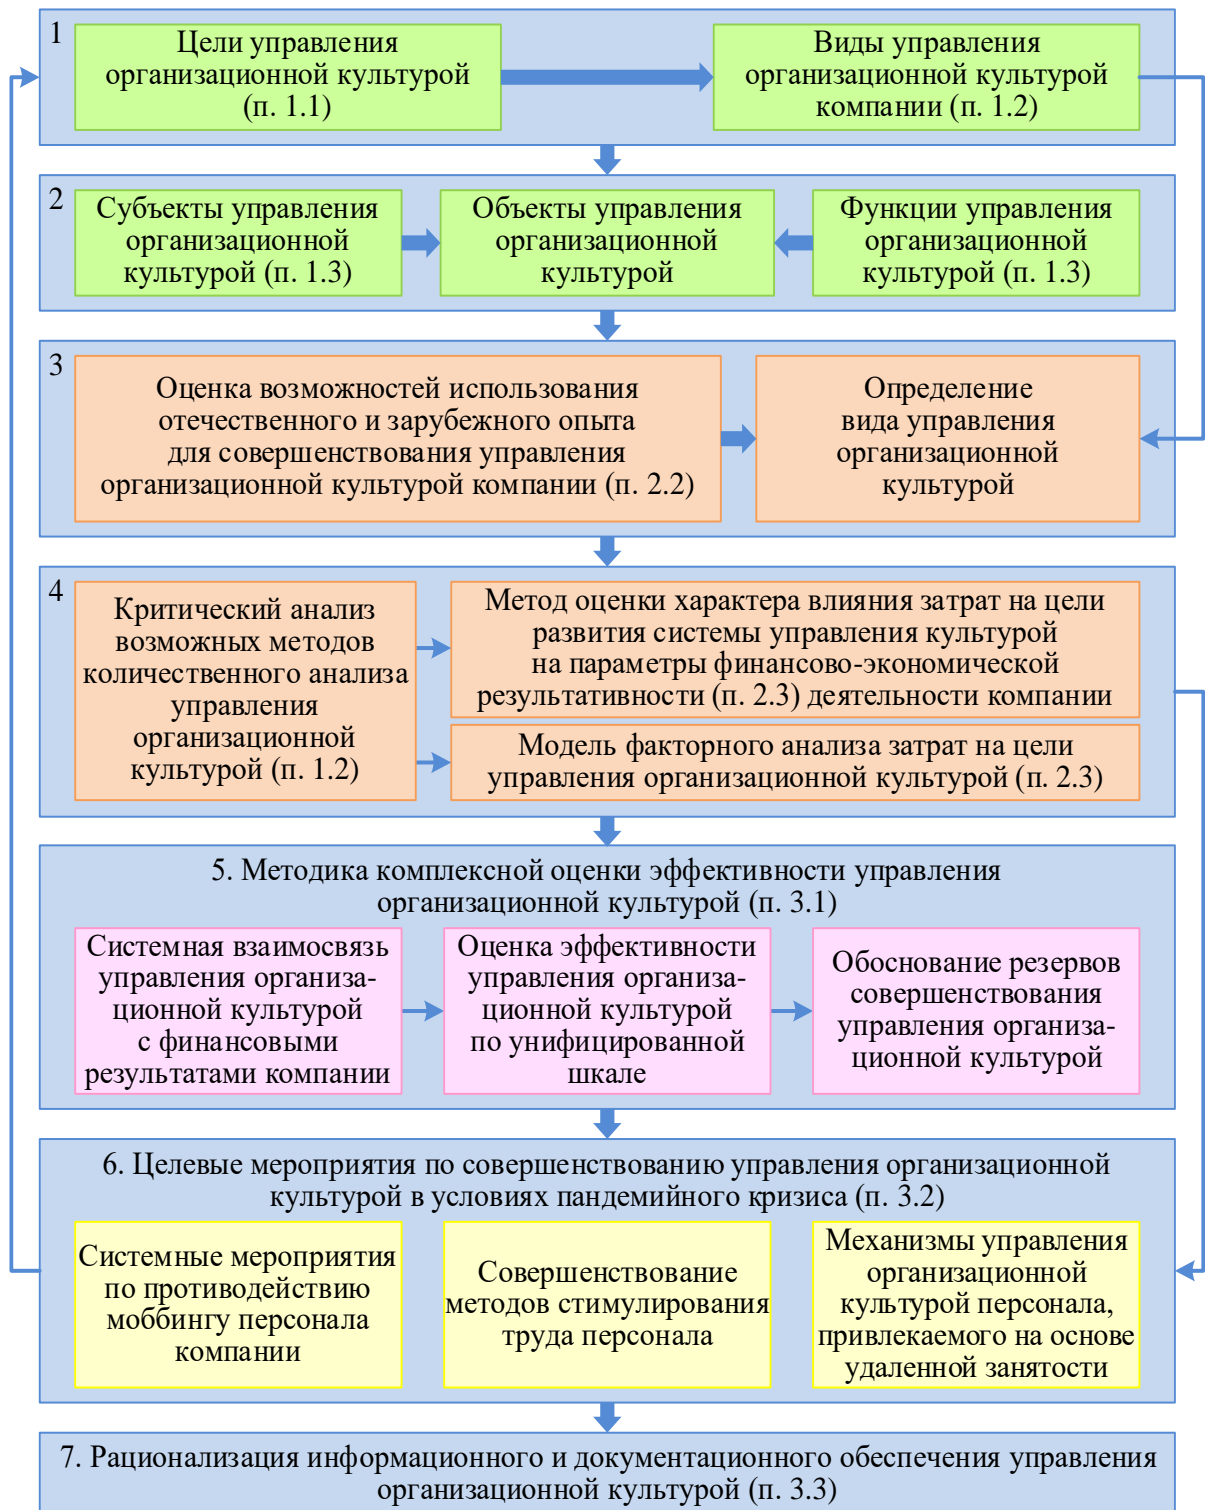 1
Цели управления
организационной культурой
(п. 1.1)
Виды управления
организационной культурой
компании (п. 1.2)
2
Субъекты управления
организационной
культурой (п. 1.3)
Объекты управления
организационной
культурой
Функции управления
организационной
культурой (п. 1.3)
3
Оценка возможностей использования
отечественного и зарубежного опыта
для совершенствования управления
организационной культурой компании (п. 2.2)
Определение
вида управления
организационной
культурой
4
Критический анализ
возможных методов
количественного анализа
управления
организационной
культурой (п. 1.2)
Метод оценки характера влияния затрат на цели
развития системы управления культурой
на параметры финансово-экономической
результативности (п. 2.3) деятельности компании
Модель факторного анализа затрат на цели
управления организационной культурой (п. 2.3)
5. Методика комплексной оценки эффективности управления
организационной культурой (п. 3.1)
Системная взаимосвязь
управления организа-
ционной культурой
с финансовыми
результатами компании
Оценка эффективности
управления организа-
ционной культурой
по унифицированной
шкале
Обоснование резервов
совершенствования
управления организа-
ционной культурой
6. Целевые мероприятия по совершенствованию управления организационной
культурой в условиях пандемийного кризиса (п. 3.2)
Системные мероприятия
по противодействию
моббингу персонала
компании
Совершенствование
методов стимулирования
труда персонала
Механизмы управления
организационной
культурой персонала,
привлекаемого на основе
удаленной занятости
7. Рационализация информационного и документационного обеспечения управления
организационной культурой (п. 3.3)